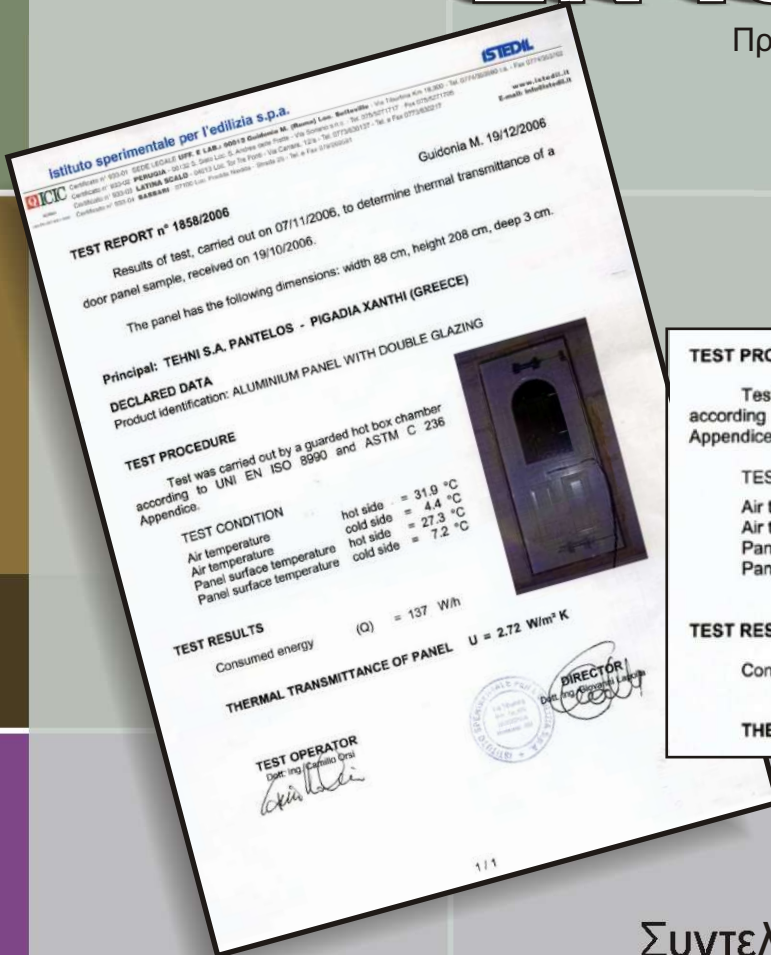 Πρ
ISTEDIL
istituto sperimentale per l'edilizia s.p.a.
www.istedil.it
E-mail: info@istedil.it
ICIC
Guidonia M. 19/12/2006
TEST REPORT n° 1858/2006
Results of test, carried out on 07/11/2006, to determine thermal transmittance of a
door panel sample, received on 19/10/2006.
The panel has the following dimensions: width 88 cm, height 208 cm, deep 3 cm.
Principal: TEHNI S.A. PANTELOS - PIGADIA XANTHI (GREECE)
DECLARED DATA
Product identification: ALUMINIUM PANEL WITH DOUBLE GLAZING
TEST PROCEDURE
Test was carried out by a guarded hot box chamber
according to UNI EN ISO 8990 and ASTM C 236
Appendice.
TEST CONDITION
Air temperature hot side = 31.9 °C
Air temperature cold side = 4.4 °C
Panel surface temperature hot side = 27.3 °C
Panel surface temperature cold side = 7.2 °C
TEST RESULTS
Consumed energy (Q) = 137 W/h
THERMAL TRANSMITTANCE OF PANEL U = 2.72 W/m² K
DIRECTOR
Dott. Ing. Giovanni
TEST OPERATOR
Dott. Ing. Camillo Orsi
1 / 1
TEST PRO
Tes
according
Appendice
TES
Air t
Air t
Pan
Pan
TEST RES
Con
THE
Συντελ